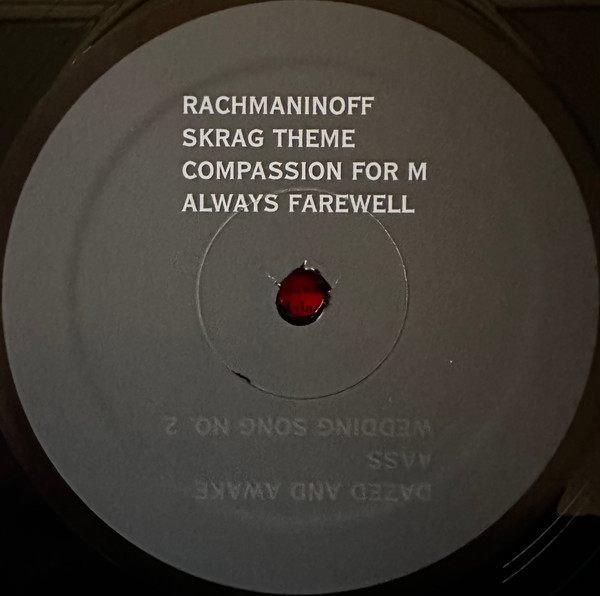 RACHMANINOFF
SKRAG THEME
COMPASSION FOR M
ALWAYS FAREWELL
DAZED AND AWAKE
WEDDING SONG NO. 2